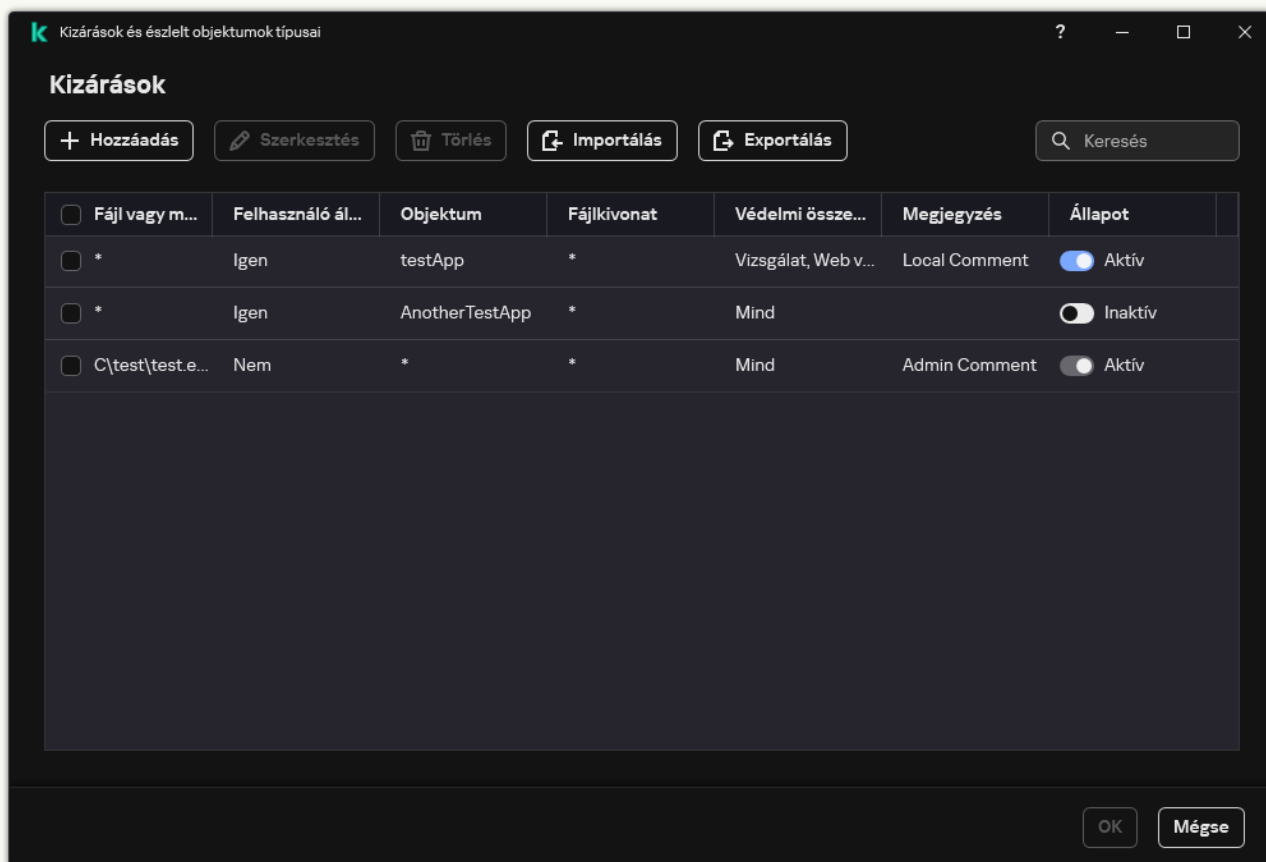 Kizárások és észlelt objektumok típusai ?
Kizárások
Hozzáadás Szerkesztés Törlés Importálás Exportálás Keresés
Fájl vagy m... Felhasználó ál... Objektum Fájlkivonat Védelmi össze... Megjegyzés Állapot
* Igen testApp * Vizsgálat, Web v... Local Comment Aktív
* Igen AnotherTestApp * Mind Inaktív
C\test\test.e... Nem * * Mind Admin Comment Aktív
OK Mégse